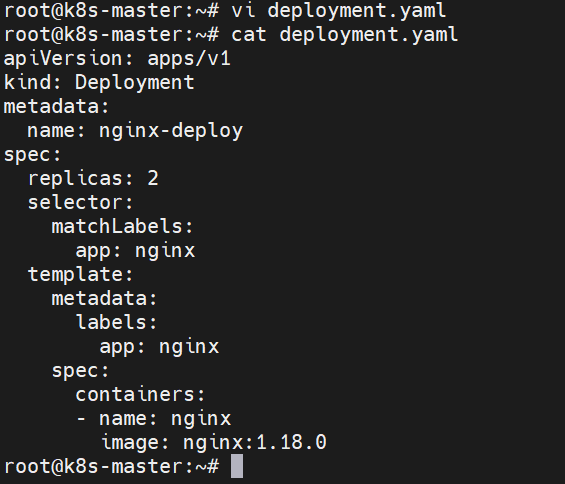 root@k8s-master:~# vi deployment.yaml
root@k8s-master:~# cat deployment.yaml
apiVersion: apps/v1
kind: Deployment
metadata:
  name: nginx-deploy
spec:
  replicas: 2
  selector:
    matchLabels:
      app: nginx
  template:
    metadata:
      labels:
        app: nginx
    spec:
      containers:
      - name: nginx
        image: nginx:1.18.0
root@k8s-master:~#